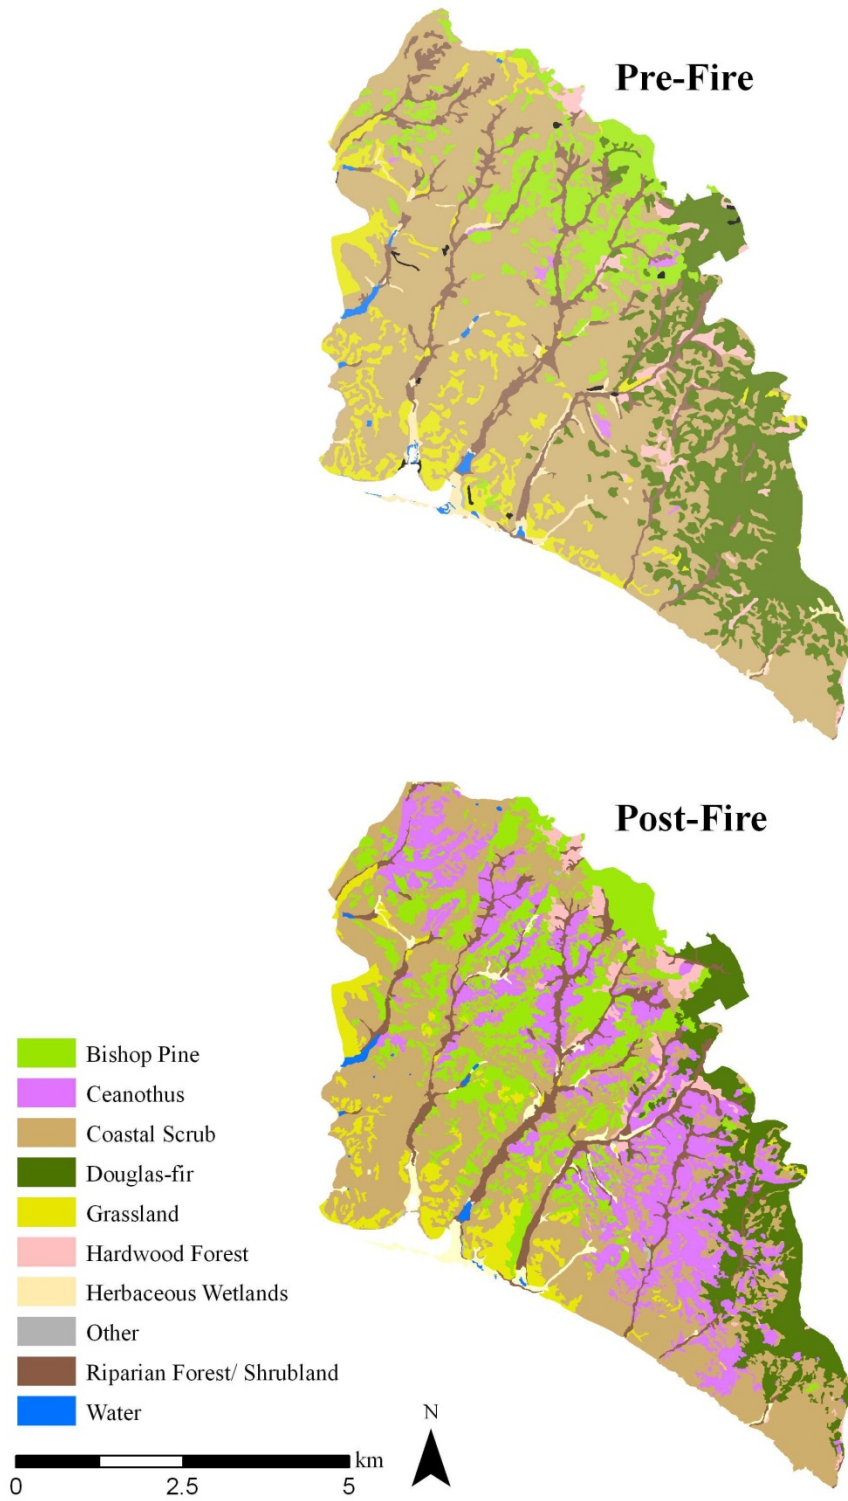 Pre-Fire
Post-Fire
Bishop Pine
Ceanothus
Coastal Scrub
Douglas-fir
Grassland
Hardwood Forest
Herbaceous Wetlands
Other
Riparian Forest/ Shrubland
Water
N
km
0 2.5 5